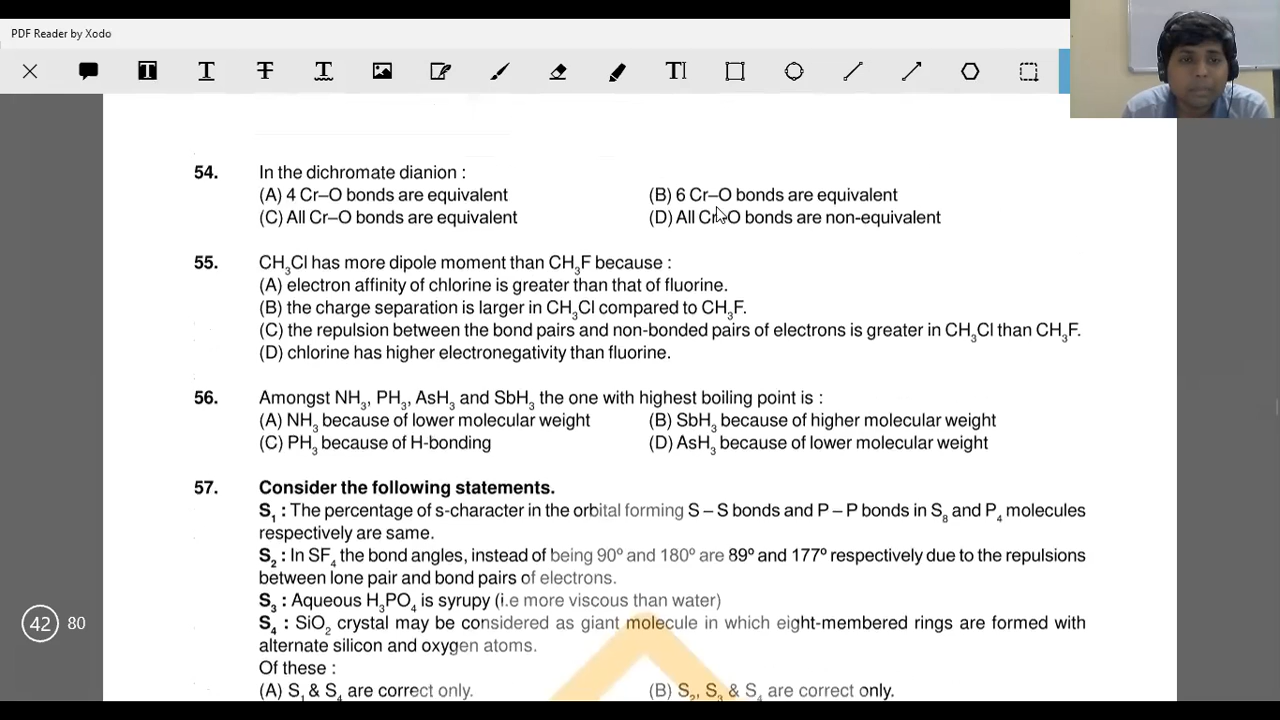 PDF Reader by Xodo
54. In the dichromate dianion :
(A) 4 Cr–O bonds are equivalent (B) 6 Cr–O bonds are equivalent
(C) All Cr–O bonds are equivalent (D) All Cr–O bonds are non-equivalent
55. CH3Cl has more dipole moment than CH3F because :
(A) electron affinity of chlorine is greater than that of fluorine.
(B) the charge separation is larger in CH3Cl compared to CH3F.
(C) the repulsion between the bond pairs and non-bonded pairs of electrons is greater in CH3Cl than CH3F.
(D) chlorine has higher electronegativity than fluorine.
56. Amongst NH3, PH3, AsH3 and SbH3 the one with highest boiling point is :
(A) NH3 because of lower molecular weight (B) SbH3 because of higher molecular weight
(C) PH3 because of H-bonding (D) AsH3 because of lower molecular weight
57. Consider the following statements.
S1 : The percentage of s-character in the orbital forming S – S bonds and P – P bonds in S8 and P4 molecules
respectively are same.
S2 : In SF4 the bond angles, instead of being 90º and 180º are 89º and 177º respectively due to the repulsions
between lone pair and bond pairs of electrons.
S3 : Aqueous H3PO4 is syrupy (i.e more viscous than water)
S4 : SiO2 crystal may be considered as giant molecule in which eight-membered rings are formed with
alternate silicon and oxygen atoms.
Of these :
(A) S1 & S4 are correct only. (B) S2, S3 & S4 are correct only.
42 80